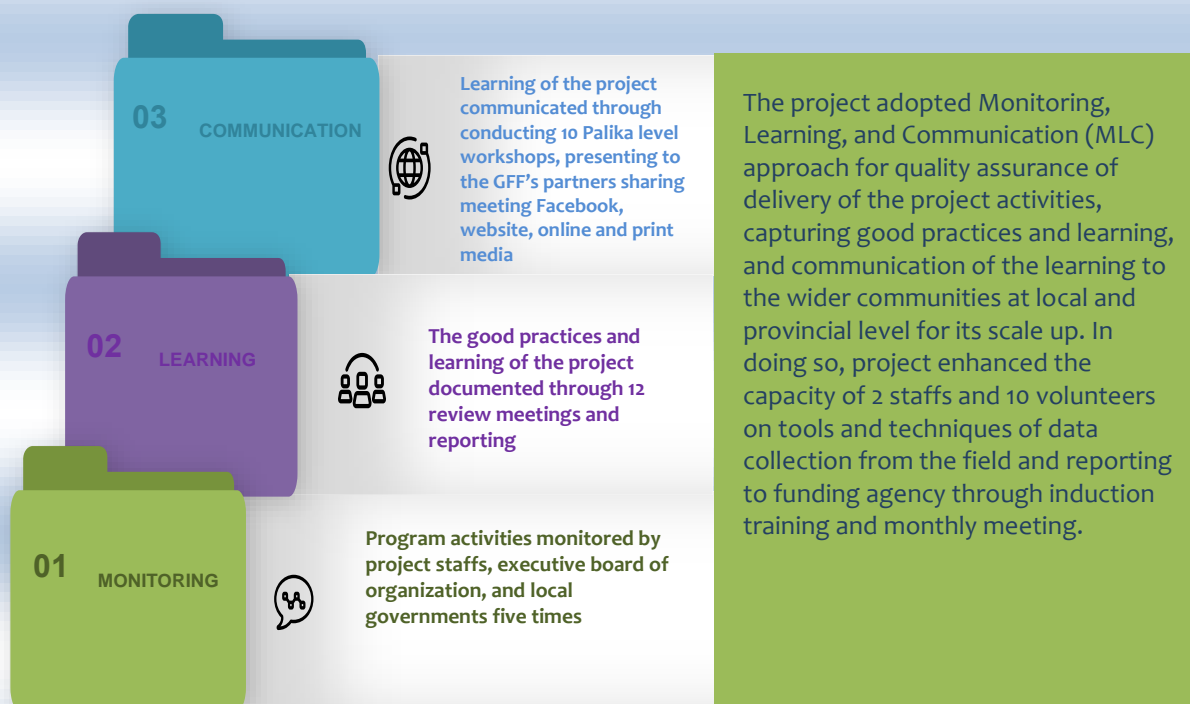 03
COMMUNICATION
Learning of the project
communicated through
conducting 10 Palika level
workshops, presenting to
the GFF's partners sharing
meeting Facebook,
website, online and print
media
02
LEARNING
The good practices and
learning of the project
documented through 12
review meetings and
reporting
01
MONITORING
Program activities monitored by
project staffs, executive board of
organization, and local
governments five times
The project adopted Monitoring,
Learning, and Communication (MLC)
approach for quality assurance of
delivery of the project activities,
capturing good practices and learning,
and communication of the learning to
the wider communities at local and
provincial level for its scale up. In
doing so, project enhanced the
capacity of 2 staffs and 10 volunteers
on tools and techniques of data
collection from the field and reporting
to funding agency through induction
training and monthly meeting.